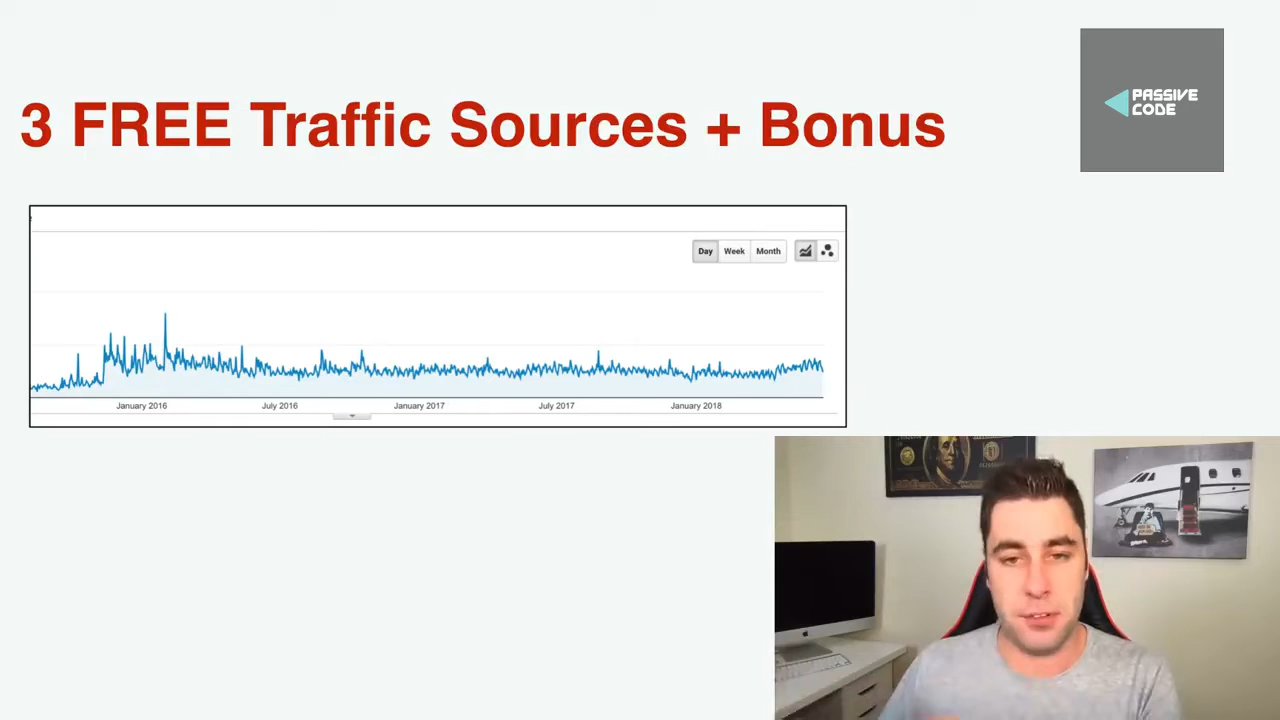 3 FREE Traffic Sources + Bonus
PASSIVE
CODE
Day Week Month
January 2016 July 2016 January 2017 July 2017 January 2018